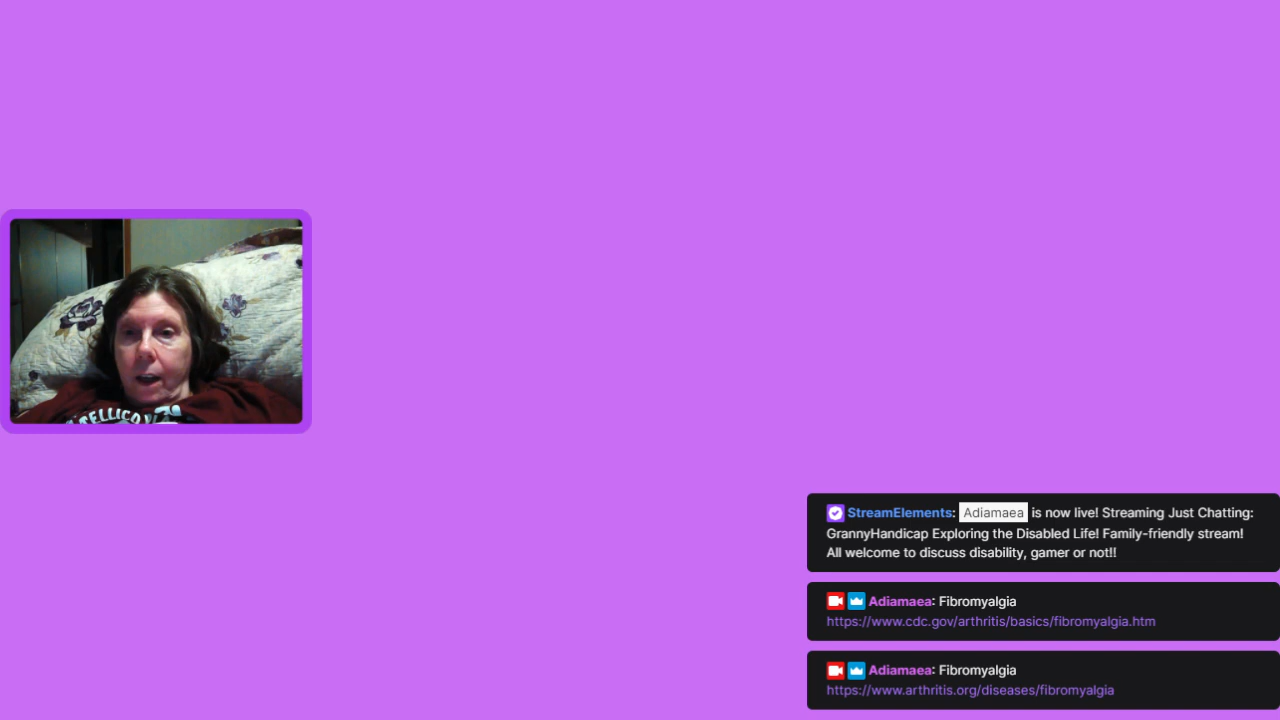 TELLICO
StreamElements: Adiamaea is now live! Streaming Just Chatting:
GrannyHandicap Exploring the Disabled Life! Family-friendly stream!
All welcome to discuss disability, gamer or not!!
Adiamaea: Fibromyalgia
https://www.cdc.gov/arthritis/basics/fibromyalgia.htm
Adiamaea: Fibromyalgia
https://www.arthritis.org/diseases/fibromyalgia